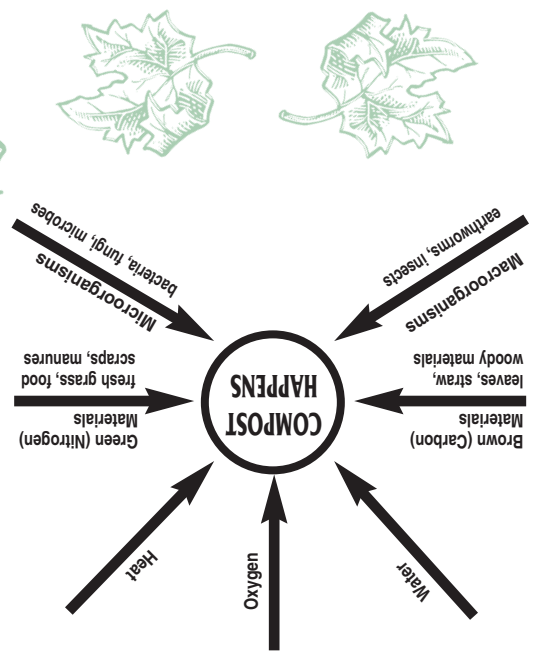 Water
Oxygen
Heat
Brown (Carbon)
Materials
leaves, straw,
woody materials
COMPOST
HAPPENS
Green (Nitrogen)
Materials
fresh grass, food
scraps, manures
Macroorganisms
earthworms, insects
Microorganisms
bacteria, fungi, microbes